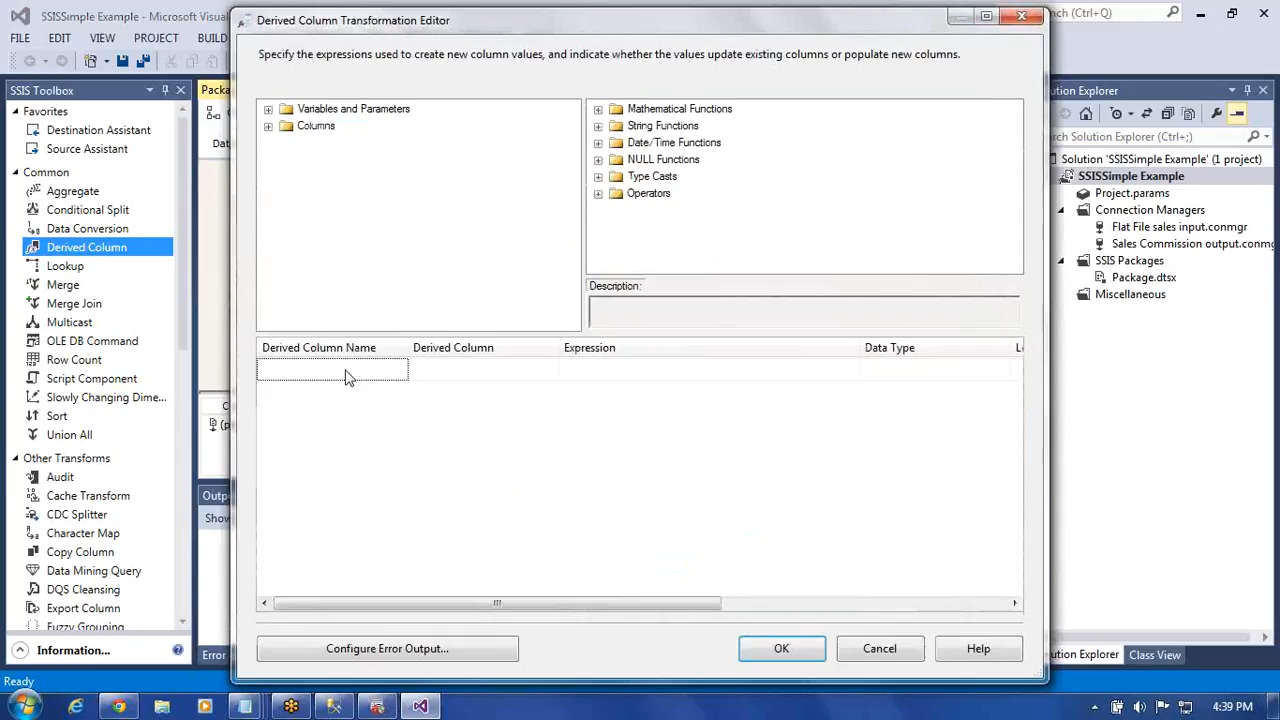 SSISSimple Example - Microsoft Visu
Derived Column Transformation Editor
ch (Ctrl+Q)
FILE EDIT VIEW PROJECT BUILD
Specify the expressions used to create new column values, and indicate whether the values update existing columns or populate new columns.
SSIS Toolbox
Packa
Explorer
Favorites
Destination Assistant
Source Assistant
Common
Aggregate
Conditional Split
Data Conversion
Derived Column
Lookup
Merge
Merge Join
Multicast
OLE DB Command
Row Count
Script Component
Slowly Changing Dime...
Sort
Union All
Other Transforms
Audit
Cache Transform
CDC Splitter
Character Map
Copy Column
Data Mining Query
DQS Cleansing
Export Column
Fuzzy Grouping
Information...
Ready
Da
Outp
Show
Error
Variables and Parameters
Columns
Mathematical Functions
String Functions
Date/Time Functions
NULL Functions
Type Casts
Operators
Description:
Derived Column Name Derived Column Expression Data Type
Configure Error Output... OK Cancel Help
Search Solution Explorer (Ctrl+;)
Solution 'SSISSimple Example' (1 project)
SSISSimple Example
Project.params
Connection Managers
Flat File sales input.conmgr
Sales Commission output.conmg
SSIS Packages
Package.dtsx
Miscellaneous
ution Explorer Class View
4:39 PM